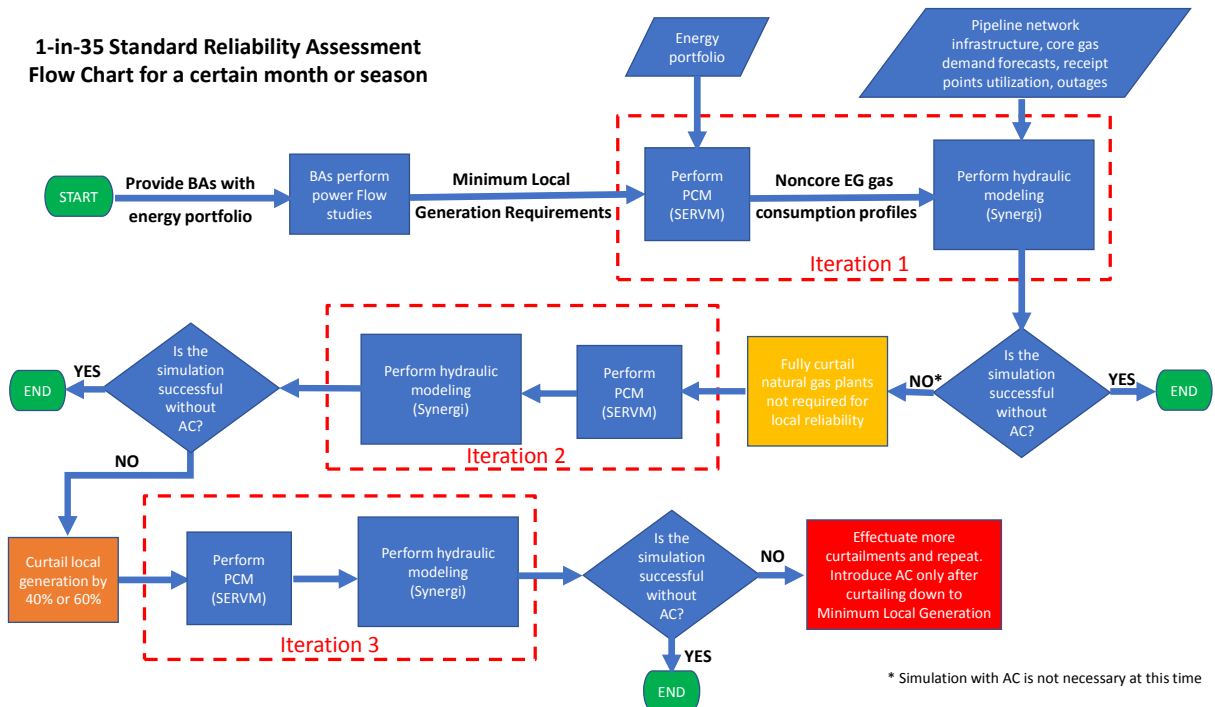 1-in-35 Standard Reliability Assessment
Flow Chart for a certain month or season
Energy
portfolio
Pipeline network
infrastructure, core gas
demand forecasts, receipt
points utilization, outages
START
Provide BAs with
energy portfolio
BAs perform
power Flow
studies
Minimum Local
Generation Requirements
Perform
PCM
(SERVM)
Noncore EG gas
consumption profiles
Perform hydraulic
modeling
(Synergi)
Iteration 1
Is the
simulation
successful
without
AC?
YES
END
NO*
Fully curtail
natural gas plants
not required for
local reliability
Perform
PCM
(SERVM)
Perform hydraulic
modeling
(Synergi)
Iteration 2
Is the
simulation
successful
without
AC?
YES
END
NO
Curtail local
generation by
40% or 60%
Perform
PCM
(SERVM)
Perform hydraulic
modeling
(Synergi)
Iteration 3
Is the
simulation
successful
without
AC?
NO
Effectuate more
curtailments and repeat.
Introduce AC only after
curtailing down to
Minimum Local Generation
YES
END
* Simulation with AC is not necessary at this time